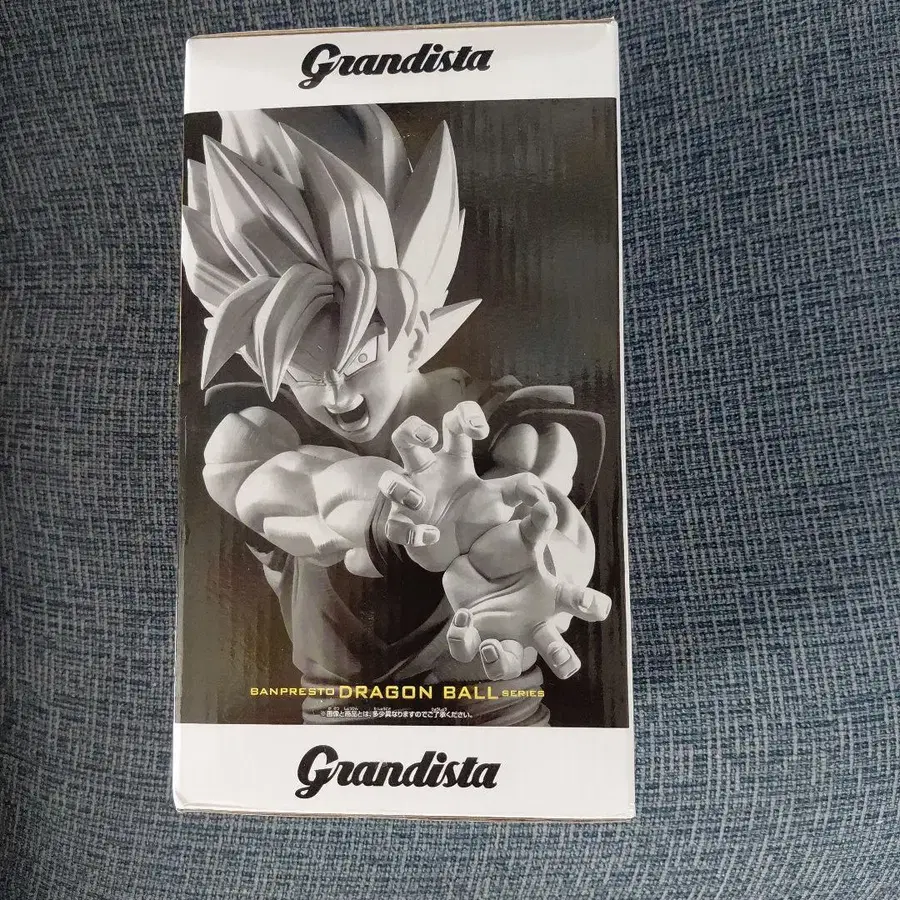 Grandista
BANPRESTO DRAGON BALL SERIES
※画像と商品とは、多少異なりますのでご了承ください。
Grandista